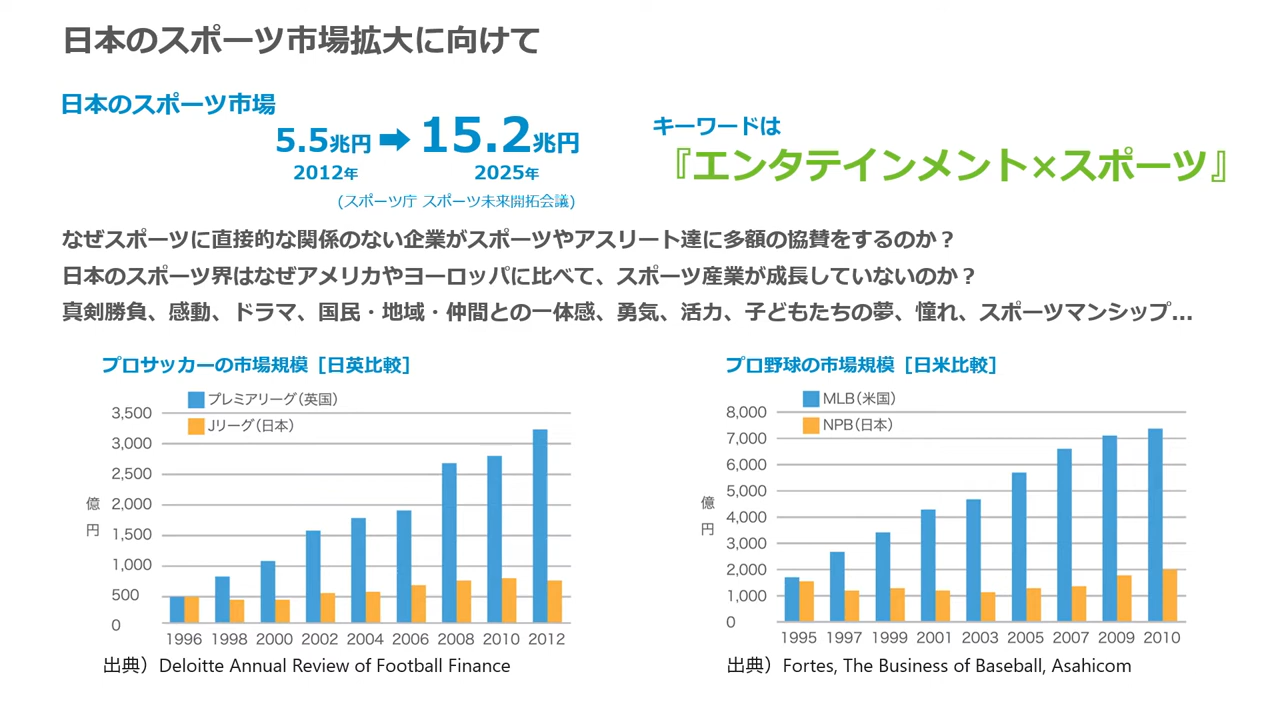 日本のスポーツ市場拡大に向けて
日本のスポーツ市場
5.5兆円 ➡ 15.2兆円
2012年 2025年
(スポーツ庁 スポーツ未来開拓会議)
キーワードは
『エンタテインメント×スポーツ』
なぜスポーツに直接的な関係のない企業がスポーツやアスリート達に多額の協賛をするのか？
日本のスポーツ界はなぜアメリカやヨーロッパに比べて、スポーツ産業が成長していないのか？
真剣勝負、感動、ドラマ、国民・地域・仲間との一体感、勇気、活力、子どもたちの夢、憧れ、スポーツマンシップ…
プロサッカーの市場規模［日英比較］
プレミアリーグ（英国）
Jリーグ（日本）
3,500
3,000
2,500
2,000
1,500
1,000
500
0
億円
1996 1998 2000 2002 2004 2006 2008 2010 2012
出典）Deloitte Annual Review of Football Finance
プロ野球の市場規模［日米比較］
MLB（米国）
NPB（日本）
8,000
7,000
6,000
5,000
4,000
3,000
2,000
1,000
0
億円
1995 1997 1999 2001 2003 2005 2007 2009 2010
出典）Fortes, The Business of Baseball, Asahicom